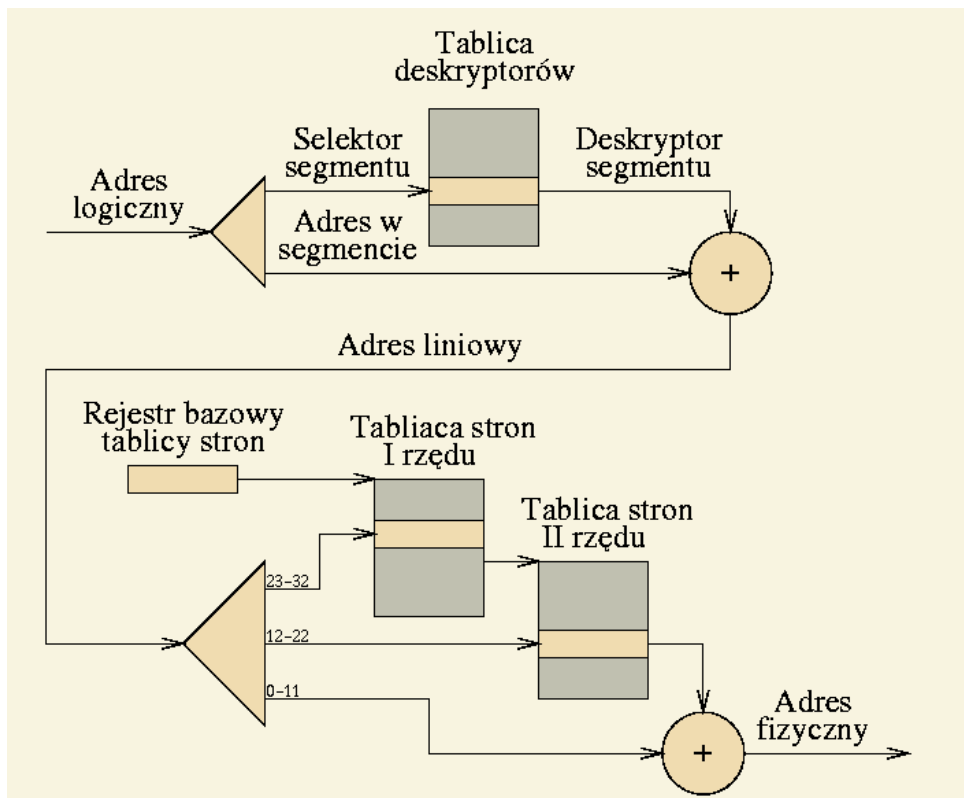 Tablica
deskryptorów
Selektor
segmentu
Deskryptor
segmentu
Adres
logiczny
Adres w
segmencie
+
Adres liniowy
Rejestr bazowy
tablicy stron
Tabliaca stron
I rzędu
Tablica stron
II rzędu
23-32
12-22
0-11
Adres
fizyczny
+